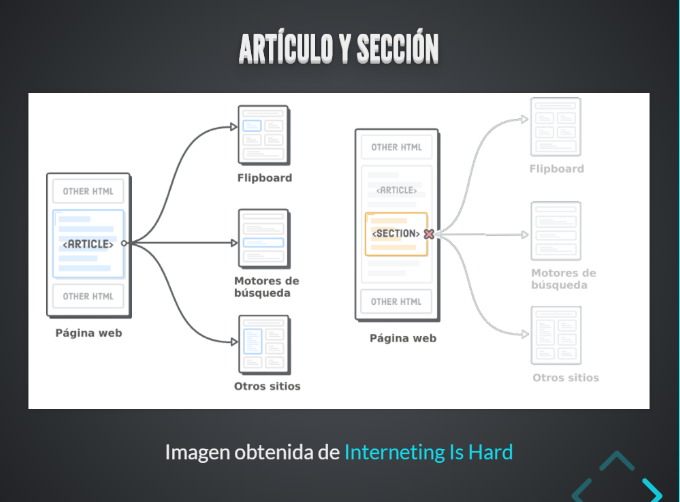 ARTÍCULO Y SECCIÓN
OTHER HTML
<ARTICLE>
OTHER HTML
Página web
Flipboard
Motores de
búsqueda
Otros sitios
OTHER HTML
<ARTICLE>
<SECTION>
OTHER HTML
Página web
Flipboard
Motores de
búsqueda
Otros sitios
Imagen obtenida de Interneting Is Hard